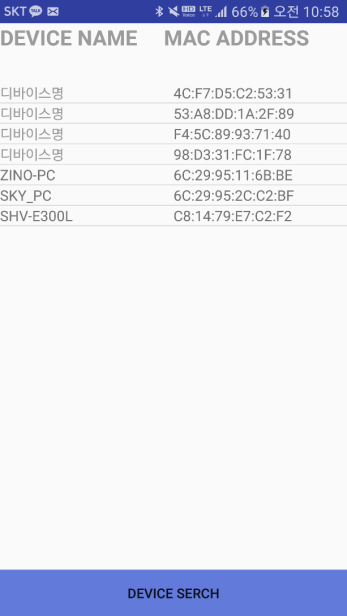 SKT HD Voice LTE 66% 오전 10:58
DEVICE NAME MAC ADDRESS
디바이스명 4C:F7:D5:C2:53:31
디바이스명 53:A8:DD:1A:2F:89
디바이스명 F4:5C:89:93:71:40
디바이스명 98:D3:31:FC:1F:78
ZINO-PC 6C:29:95:11:6B:BE
SKY_PC 6C:29:95:2C:C2:BF
SHV-E300L C8:14:79:E7:C2:F2
DEVICE SERCH